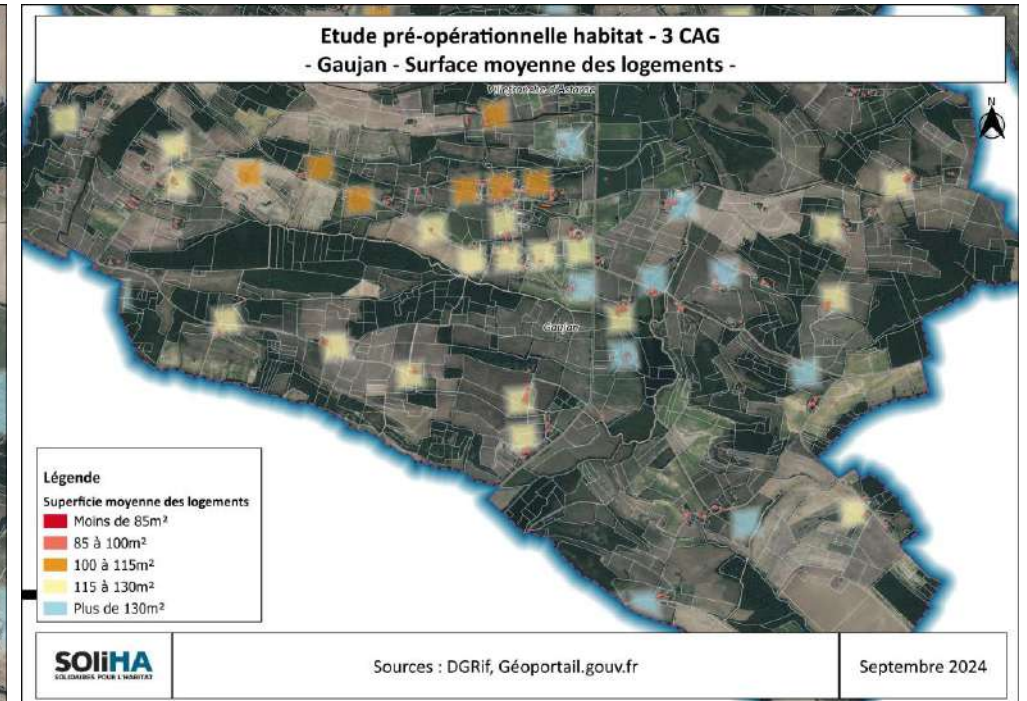 Etude pré-opérationnelle habitat - 3 CAG
- Gaujan - Surface moyenne des logements -
Villefranche d'Astarac
N
Gaujan
Légende
Superficie moyenne des logements
Moins de 85m²
85 à 100m²
100 à 115m²
115 à 130m²
Plus de 130m²
SOliHA
SOLIDAIRES POUR L'HABITAT
Sources : DGRif, Géoportail.gouv.fr
Septembre 2024